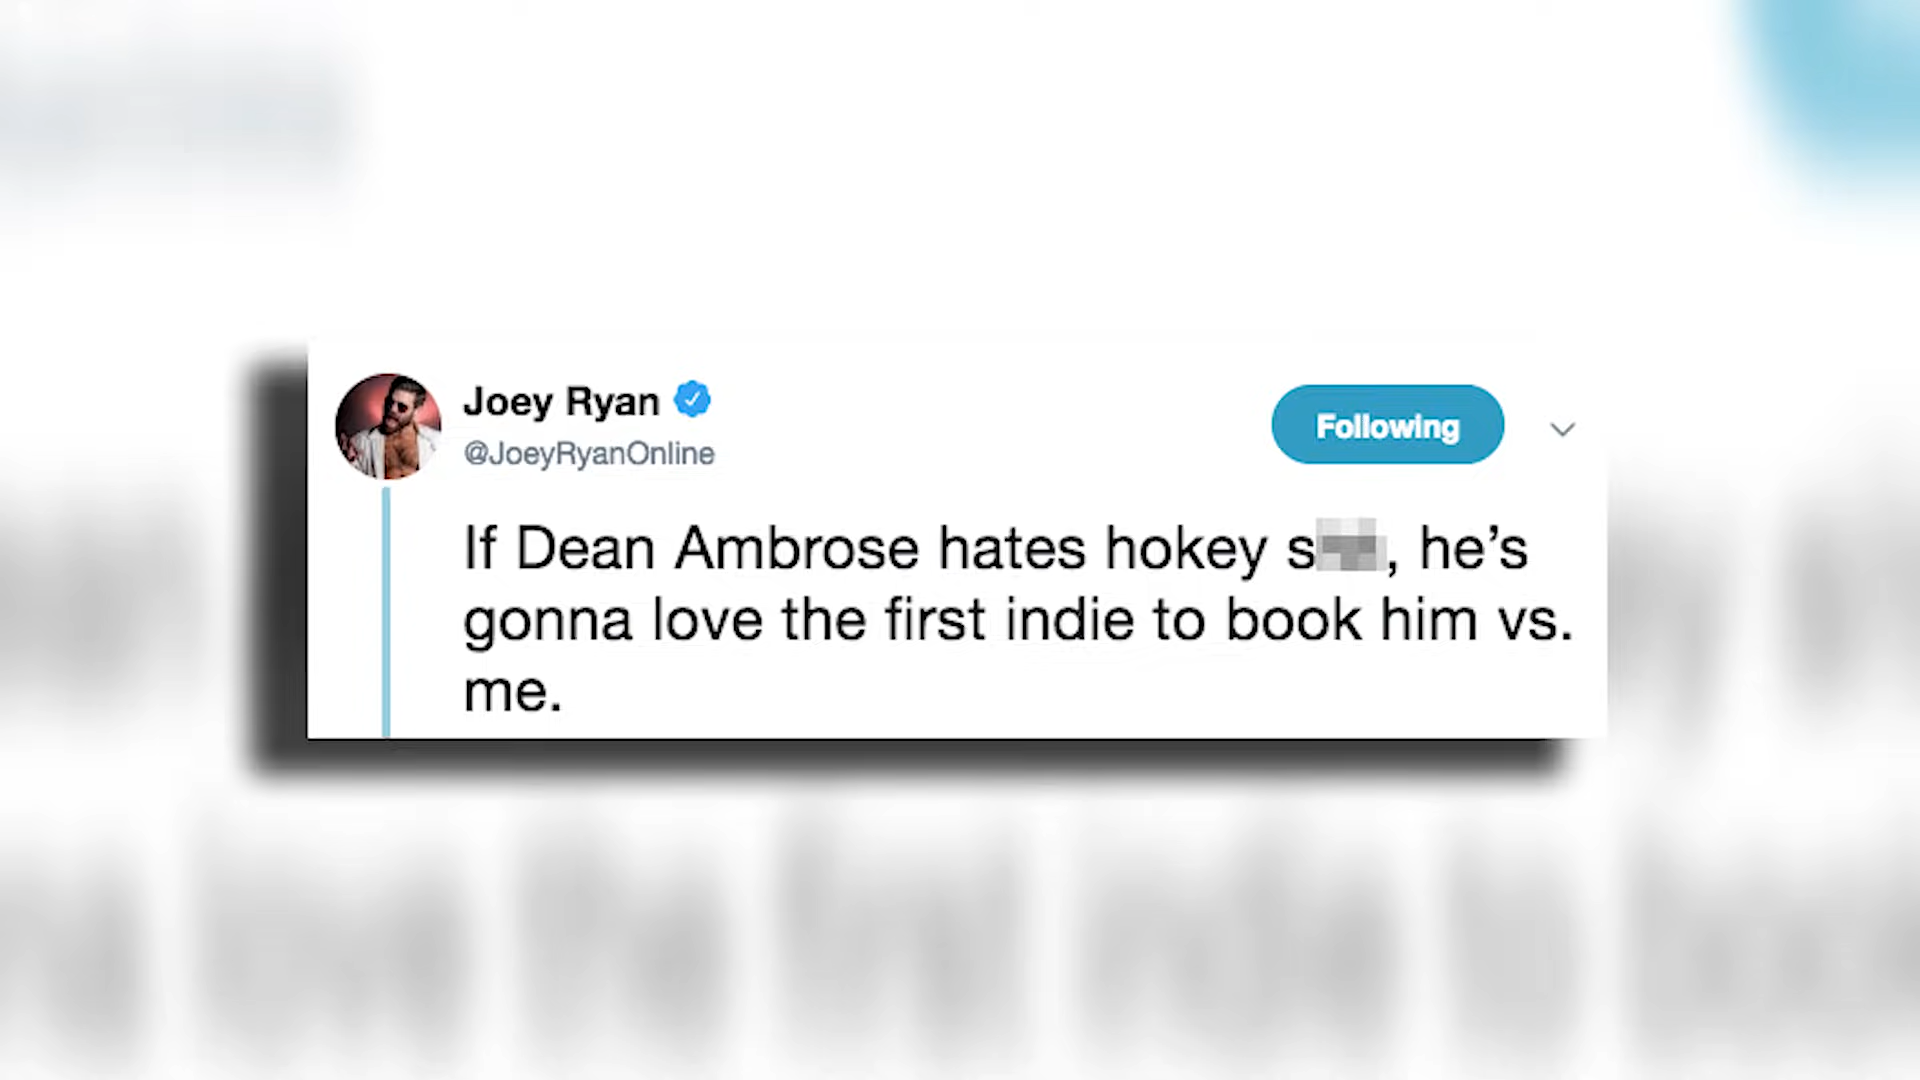 Joey Ryan
@JoeyRyanOnline
Following
If Dean Ambrose hates hokey s, he’s
gonna love the first indie to book him vs.
me.